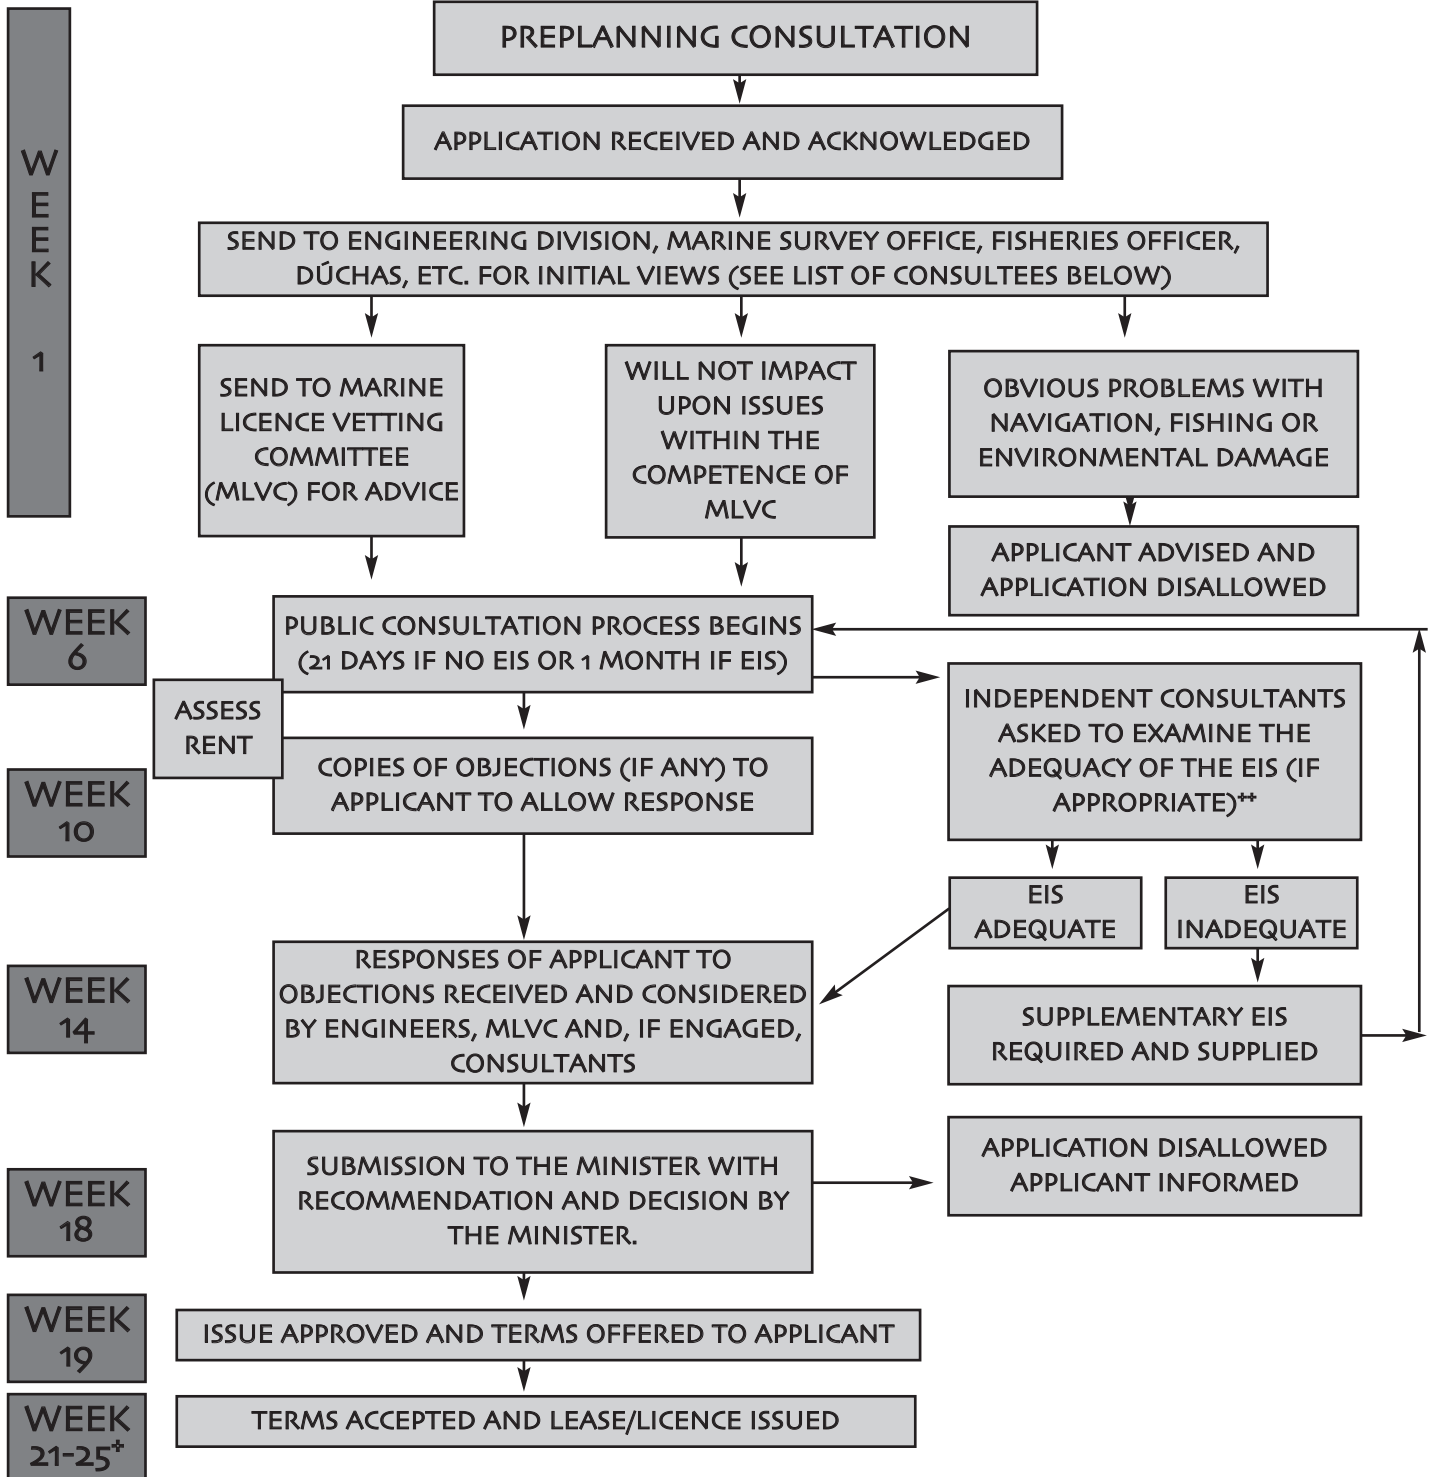 PREPLANNING CONSULTATION
APPLICATION RECEIVED AND ACKNOWLEDGED
W
E
E
K
1
SEND TO ENGINEERING DIVISION, MARINE SURVEY OFFICE, FISHERIES OFFICER,
DÚCHAS, ETC. FOR INITIAL VIEWS (SEE LIST OF CONSULTEES BELOW)
SEND TO MARINE
LICENCE VETTING
COMMITTEE
(MLVC) FOR ADVICE
WILL NOT IMPACT
UPON ISSUES
WITHIN THE
COMPETENCE OF
MLVC
OBVIOUS PROBLEMS WITH
NAVIGATION, FISHING OR
ENVIRONMENTAL DAMAGE
APPLICANT ADVISED AND
APPLICATION DISALLOWED
WEEK
6
PUBLIC CONSULTATION PROCESS BEGINS
(21 DAYS IF NO EIS OR 1 MONTH IF EIS)
ASSESS
RENT
INDEPENDENT CONSULTANTS
ASKED TO EXAMINE THE
ADEQUACY OF THE EIS (IF
APPROPRIATE)++
WEEK
10
COPIES OF OBJECTIONS (IF ANY) TO
APPLICANT TO ALLOW RESPONSE
EIS
ADEQUATE
EIS
INADEQUATE
WEEK
14
RESPONSES OF APPLICANT TO
OBJECTIONS RECEIVED AND CONSIDERED
BY ENGINEERS, MLVC AND, IF ENGAGED,
CONSULTANTS
SUPPLEMENTARY EIS
REQUIRED AND SUPPLIED
WEEK
18
SUBMISSION TO THE MINISTER WITH
RECOMMENDATION AND DECISION BY
THE MINISTER.
APPLICATION DISALLOWED
APPLICANT INFORMED
WEEK
19
ISSUE APPROVED AND TERMS OFFERED TO APPLICANT
WEEK
21-25+
TERMS ACCEPTED AND LEASE/LICENCE ISSUED